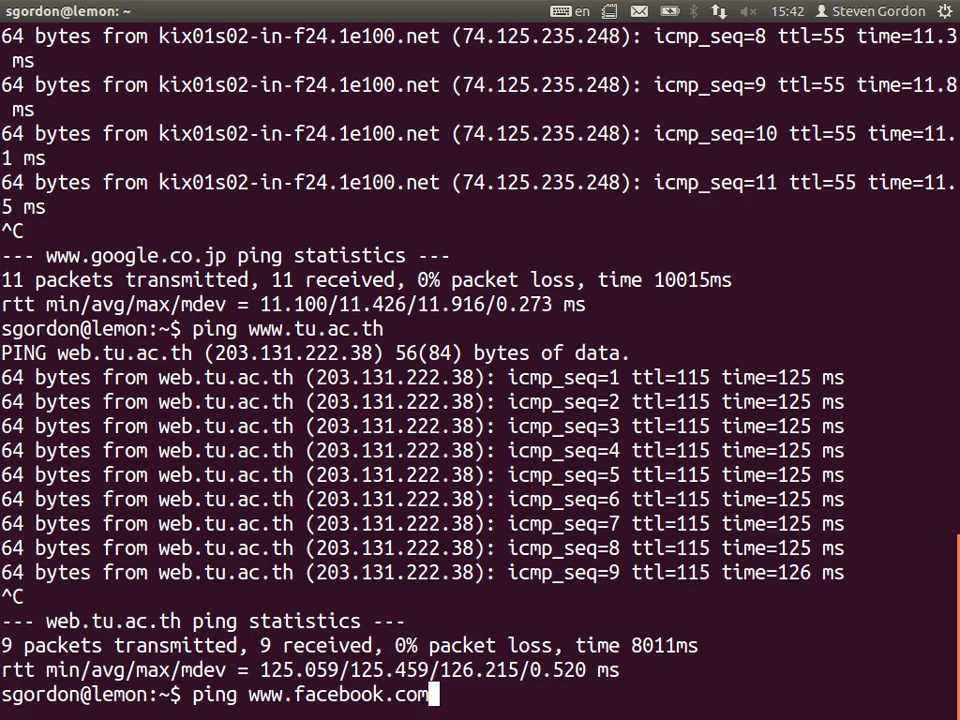 sgordon@lemon: ~ en 15:42 Steven Gordon
64 bytes from kix01s02-in-f24.1e100.net (74.125.235.248): icmp_seq=8 ttl=55 time=11.3
 ms
64 bytes from kix01s02-in-f24.1e100.net (74.125.235.248): icmp_seq=9 ttl=55 time=11.8
 ms
64 bytes from kix01s02-in-f24.1e100.net (74.125.235.248): icmp_seq=10 ttl=55 time=11.
1 ms
64 bytes from kix01s02-in-f24.1e100.net (74.125.235.248): icmp_seq=11 ttl=55 time=11.
5 ms
^C
--- www.google.co.jp ping statistics ---
11 packets transmitted, 11 received, 0% packet loss, time 10015ms
rtt min/avg/max/mdev = 11.100/11.426/11.916/0.273 ms
sgordon@lemon:~$ ping www.tu.ac.th
PING web.tu.ac.th (203.131.222.38) 56(84) bytes of data.
64 bytes from web.tu.ac.th (203.131.222.38): icmp_seq=1 ttl=115 time=125 ms
64 bytes from web.tu.ac.th (203.131.222.38): icmp_seq=2 ttl=115 time=125 ms
64 bytes from web.tu.ac.th (203.131.222.38): icmp_seq=3 ttl=115 time=125 ms
64 bytes from web.tu.ac.th (203.131.222.38): icmp_seq=4 ttl=115 time=125 ms
64 bytes from web.tu.ac.th (203.131.222.38): icmp_seq=5 ttl=115 time=125 ms
64 bytes from web.tu.ac.th (203.131.222.38): icmp_seq=6 ttl=115 time=125 ms
64 bytes from web.tu.ac.th (203.131.222.38): icmp_seq=7 ttl=115 time=125 ms
64 bytes from web.tu.ac.th (203.131.222.38): icmp_seq=8 ttl=115 time=125 ms
64 bytes from web.tu.ac.th (203.131.222.38): icmp_seq=9 ttl=115 time=126 ms
^C
--- web.tu.ac.th ping statistics ---
9 packets transmitted, 9 received, 0% packet loss, time 8011ms
rtt min/avg/max/mdev = 125.059/125.459/126.215/0.520 ms
sgordon@lemon:~$ ping www.facebook.com